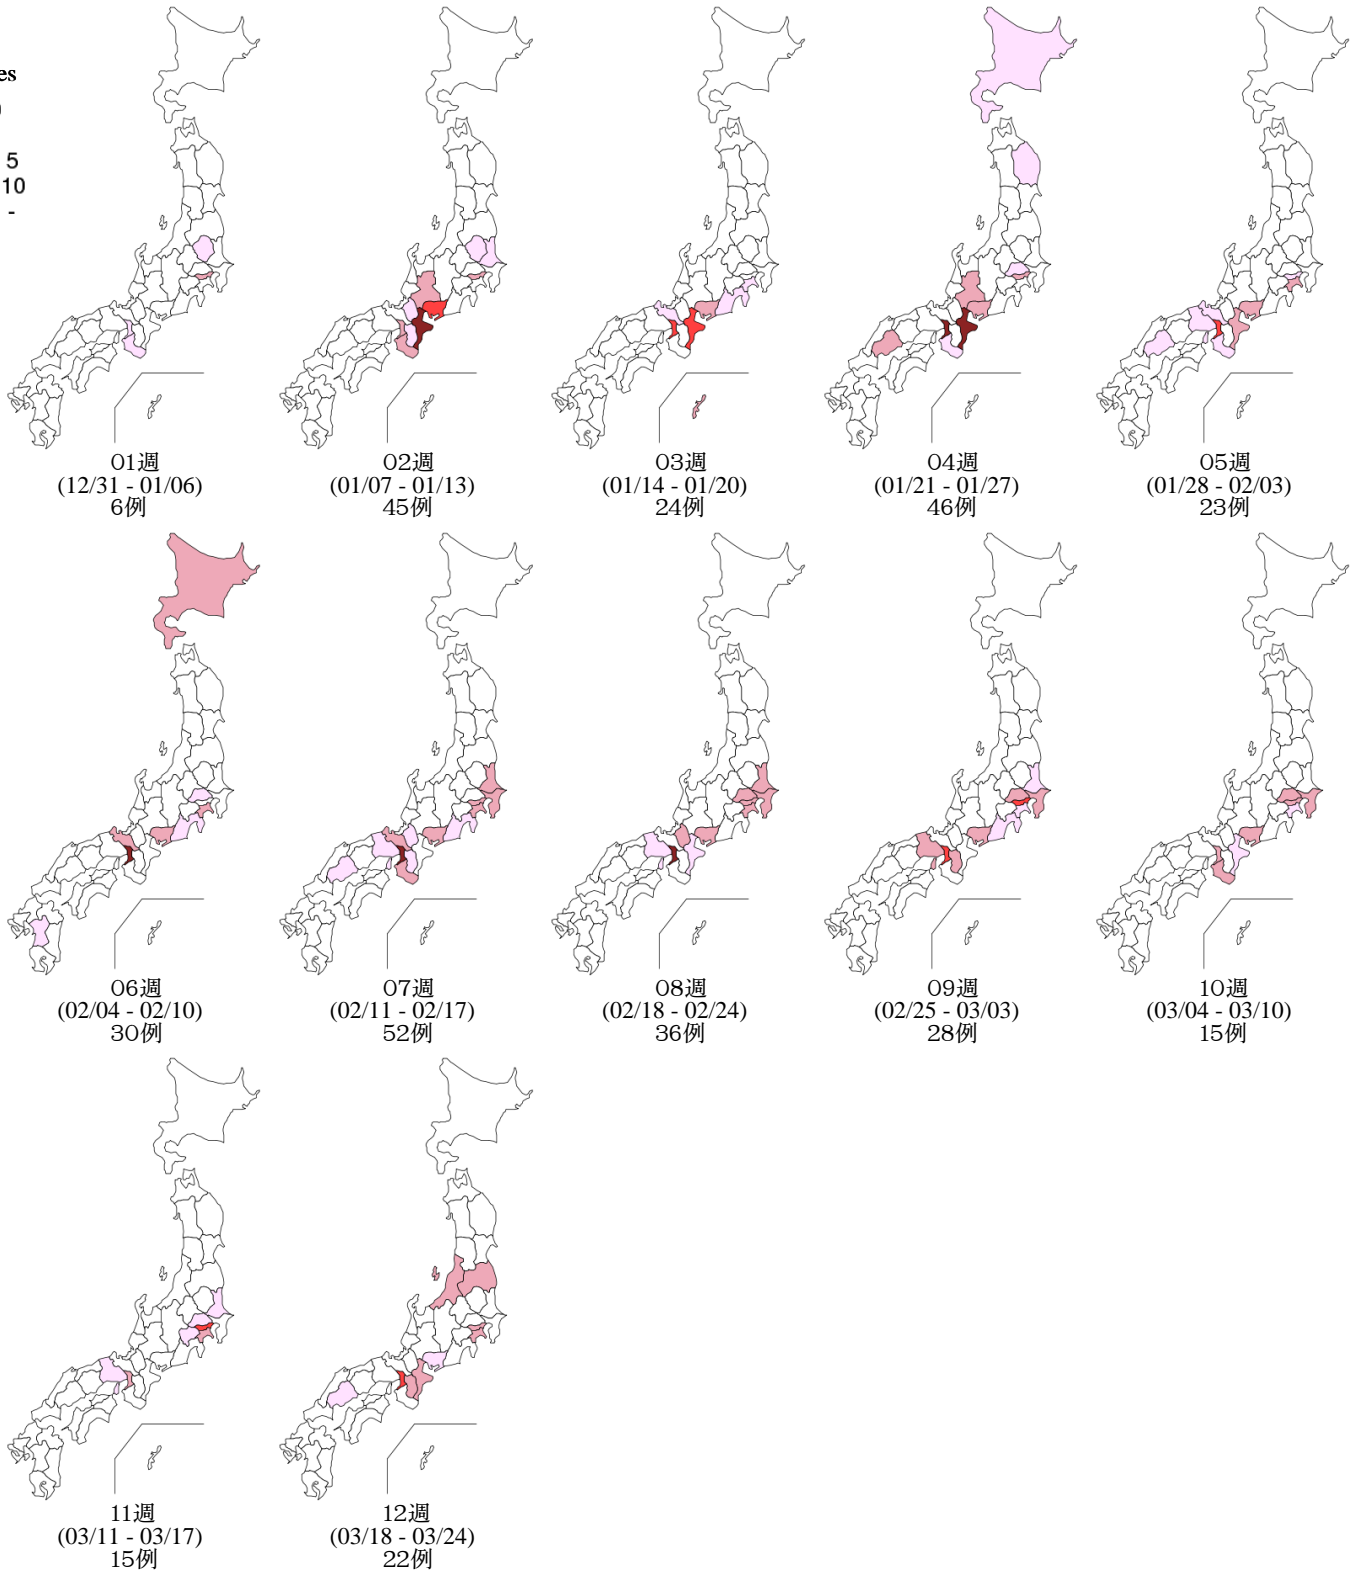 es
5
10
-
01週
(12/31 - 01/06)
6例
02週
(01/07 - 01/13)
45例
03週
(01/14 - 01/20)
24例
04週
(01/21 - 01/27)
46例
05週
(01/28 - 02/03)
23例
06週
(02/04 - 02/10)
30例
07週
(02/11 - 02/17)
52例
08週
(02/18 - 02/24)
36例
09週
(02/25 - 03/03)
28例
10週
(03/04 - 03/10)
15例
11週
(03/11 - 03/17)
15例
12週
(03/18 - 03/24)
22例